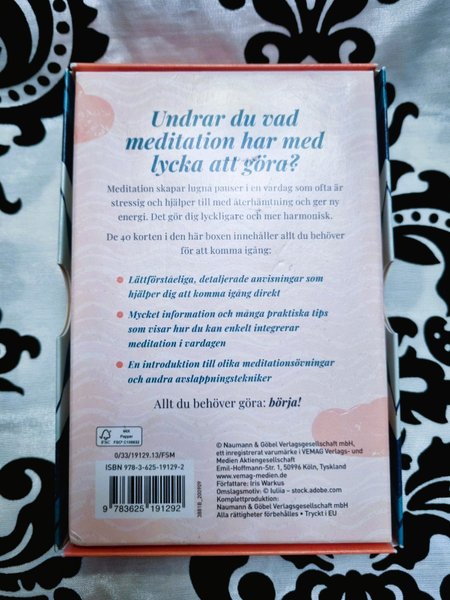 Undrar du vad
meditation har med
lycka att göra?
Meditation skapar lugna pauser i en vardag som ofta är
stressig och hjälper till med återhämtning och ger ny
energi. Det gör dig lyckligare och mer harmonisk.
De 40 korten i den här boxen innehåller allt du behöver
för att komma igång:
Lättförståeliga, detaljerade anvisningar som
hjälper dig att komma igång direkt
Mycket information och många praktiska tips
som visar hur du kan enkelt integrerar
meditation i vardagen
En introduktion till olika meditationsövningar
och andra avslappningstekniker
Allt du behöver göra: börja!
FSC
MIX
Papper
FSC® C106632
0/33/19129.13/FSM
ISBN 978-3-625-19129-2
9 783625 191292
© Naumann & Göbel Verlagsgesellschaft mbH,
ett inregistrerat varumärke i VEMAG Verlags- und
Medien Aktiengesellschaft
Emil-Hoffmann-Str. 1, 50996 Köln, Tyskland
www.vemag-medien.de
Författare: Iris Warkus
Omslagsmotiv: © Iuliia – stock.adobe.com
Komplettproduktion:
Naumann & Göbel Verlagsgesellschaft mbH
Alla rättigheter förbehålles • Tryckt i EU